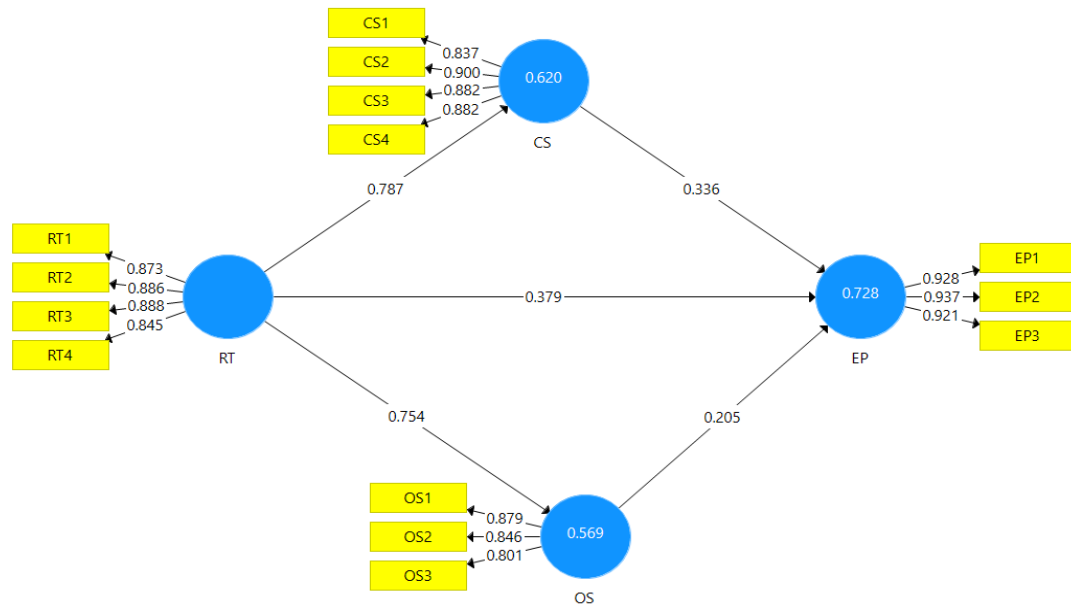 CS1
0.837
CS2
0.900
CS3
0.882
CS4
0.882
0.620
CS
0.787
0.336
RT1
0.873
RT2
0.886
RT3
0.888
RT4
0.845
RT
0.379
0.728
EP
EP1
0.928
EP2
0.937
EP3
0.921
0.754
0.205
OS1
0.879
OS2
0.846
OS3
0.801
0.569
OS